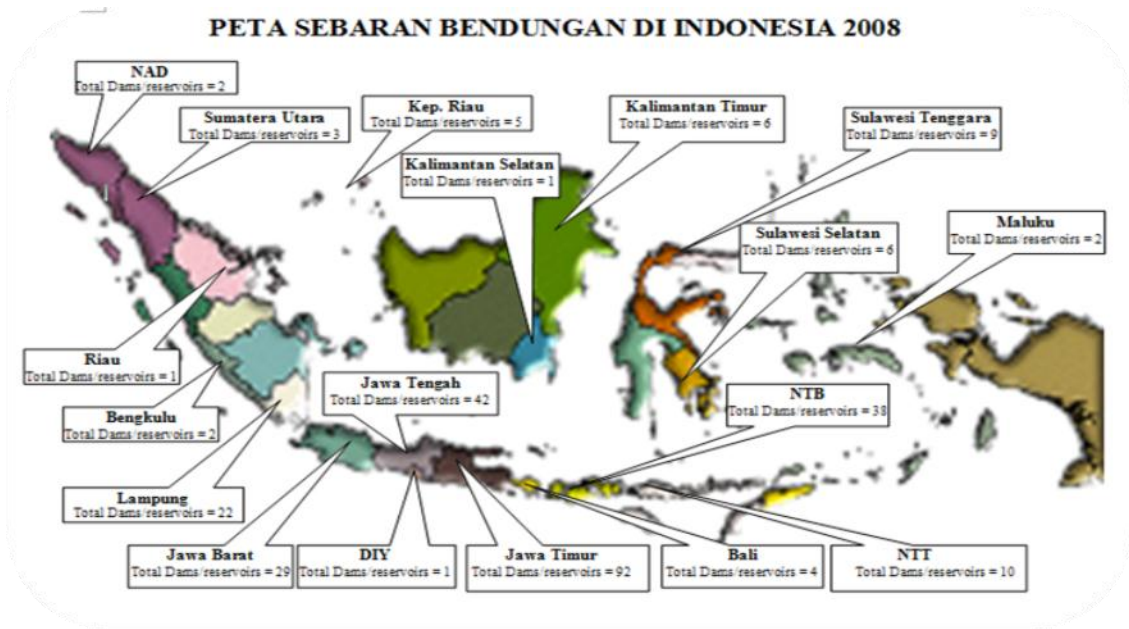 PETA SEBARAN BENDUNGAN DI INDONESIA 2008
NAD
Total Dams/reservoirs = 2
Sumatera Utara
Total Dams/reservoirs = 3
Kep. Riau
Total Dams/reservoirs = 5
Kalimantan Timur
Total Dams/reservoirs = 6
Sulawesi Tenggara
Total Dams/reservoirs = 9
Kalimantan Selatan
Total Dams/reservoirs = 1
Sulawesi Selatan
Total Dams/reservoirs = 6
Maluku
Total Dams/reservoirs = 2
Riau
Total Dams/reservoirs = 1
Jawa Tengah
Total Dams/reservoirs = 42
NTB
Total Dams/reservoirs = 38
Bengkulu
Total Dams/reservoirs = 2
Lampung
Total Dams/reservoirs = 22
Jawa Barat
Total Dams/reservoirs = 29
DIY
Total Dams/reservoirs = 1
Jawa Timur
Total Dams/reservoirs = 92
Bali
Total Dams/reservoirs = 4
NTT
Total Dams/reservoirs = 10